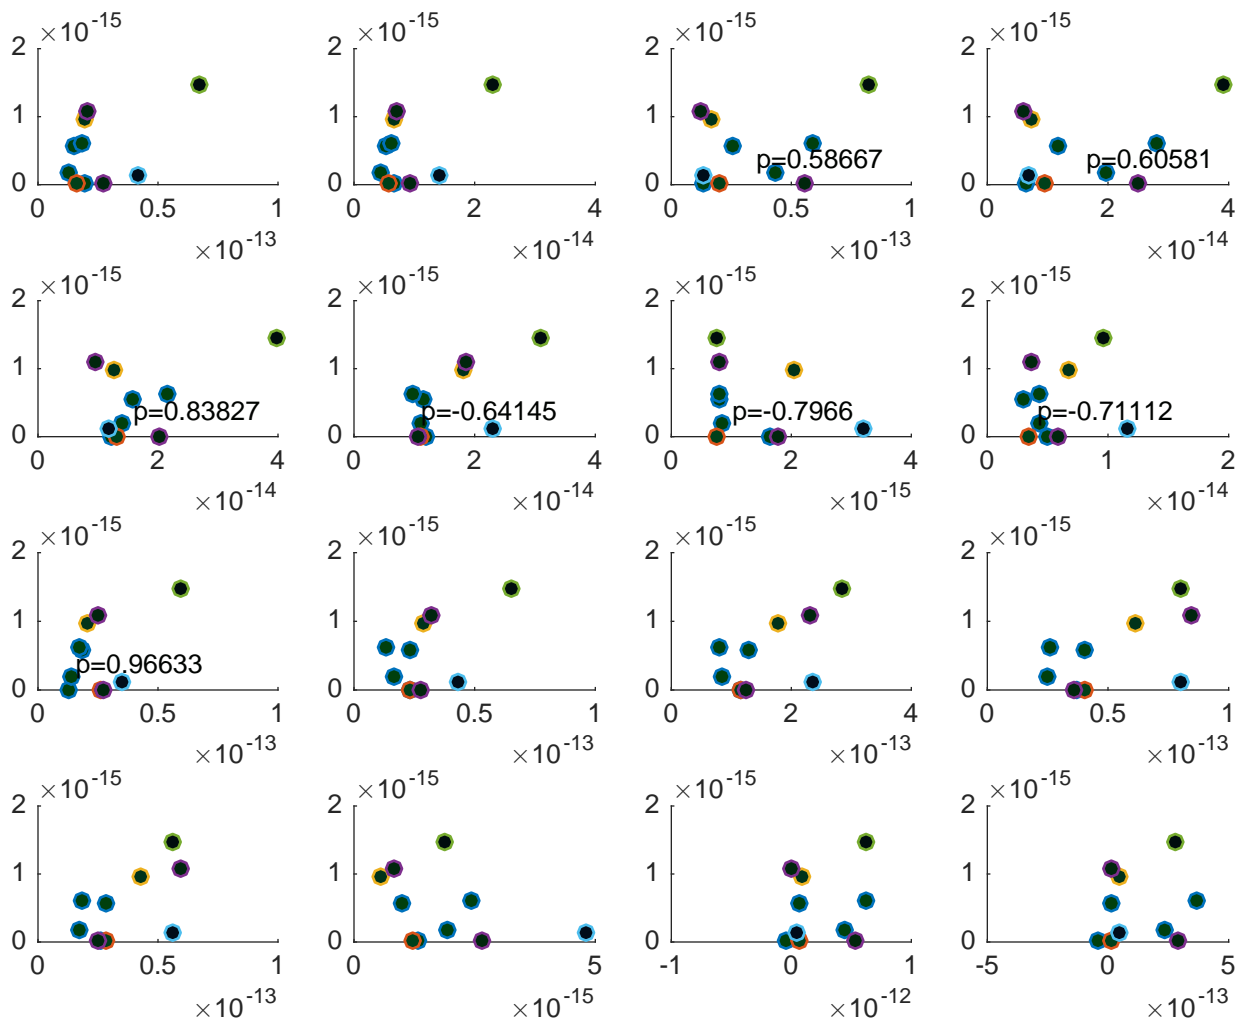 ×10-15 ×10-15 ×10-15 ×10-15
2 2 2 2
1 1 1 1
p=0.58667 p=0.60581
0 0 0 0
0 0.5 1 0 2 4 0 0.5 1 0 2 4
×10-13 ×10-14 ×10-13 ×10-14
×10-15 ×10-15 ×10-15 ×10-15
2 2 2 2
1 1 1 1
p=0.83827 p=-0.64145 p=-0.7966 p=-0.71112
0 0 0 0
0 2 4 0 2 4 0 2 4 0 1 2
×10-14 ×10-14 ×10-15 ×10-14
×10-15 ×10-15 ×10-15 ×10-15
2 2 2 2
1 1 1 1
p=0.96633
0 0 0 0
0 0.5 1 0 0.5 1 0 2 4 0 0.5 1
×10-13 ×10-13 ×10-13 ×10-13
×10-15 ×10-15 ×10-15 ×10-15
2 2 2 2
1 1 1 1
0 0 0 0
0 0.5 1 0 5 -1 0 1 -5 0 5
×10-13 ×10-15 ×10-12 ×10-13